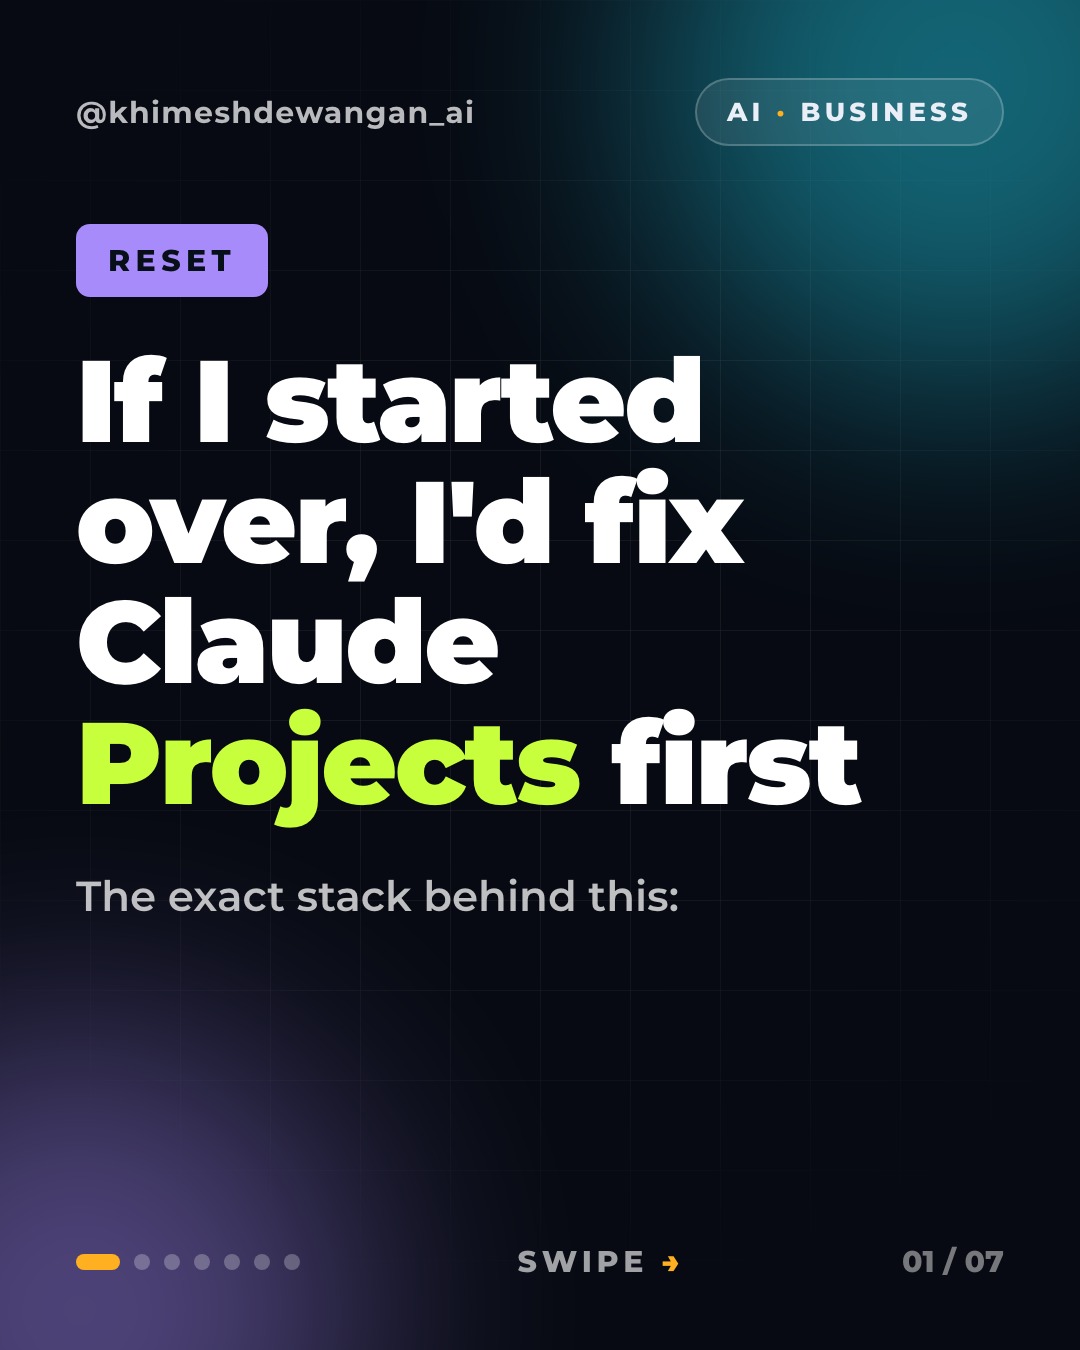 @khimeshdewangan_ai
AI · BUSINESS
RESET
If I started
over, I'd fix
Claude
Projects first
The exact stack behind this:
SWIPE →
01 / 07